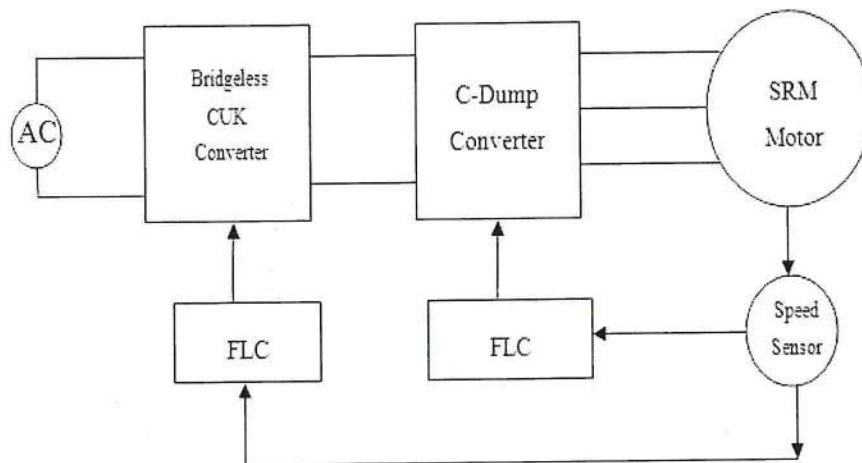 AC
Bridgeless
CUK
Converter
C-Dump
Converter
SRM
Motor
FLC
FLC
Speed
Sensor